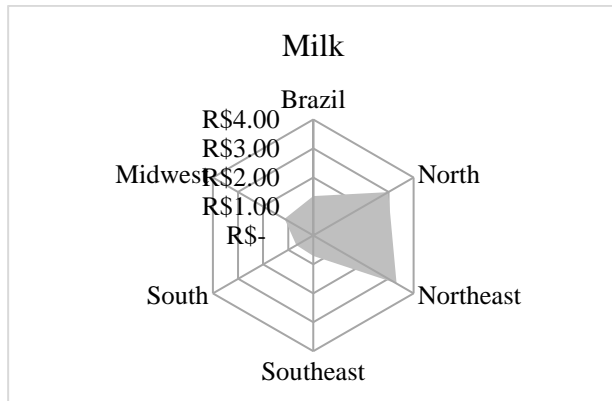 Milk
Brazil
R$4.00
R$3.00
Midwest
R$2.00
North
R$1.00
R$-
South
Northeast
Southeast